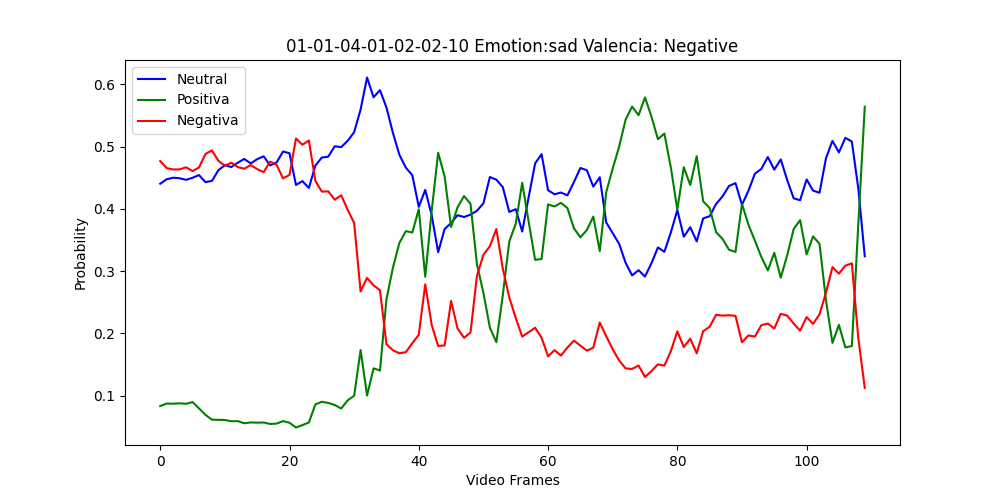 01-01-04-01-02-02-10 Emotion:sad Valencia: Negative
Neutral
Positiva
Negativa
Probability
0.6
0.5
0.4
0.3
0.2
0.1
0 20 40 60 80 100
Video Frames